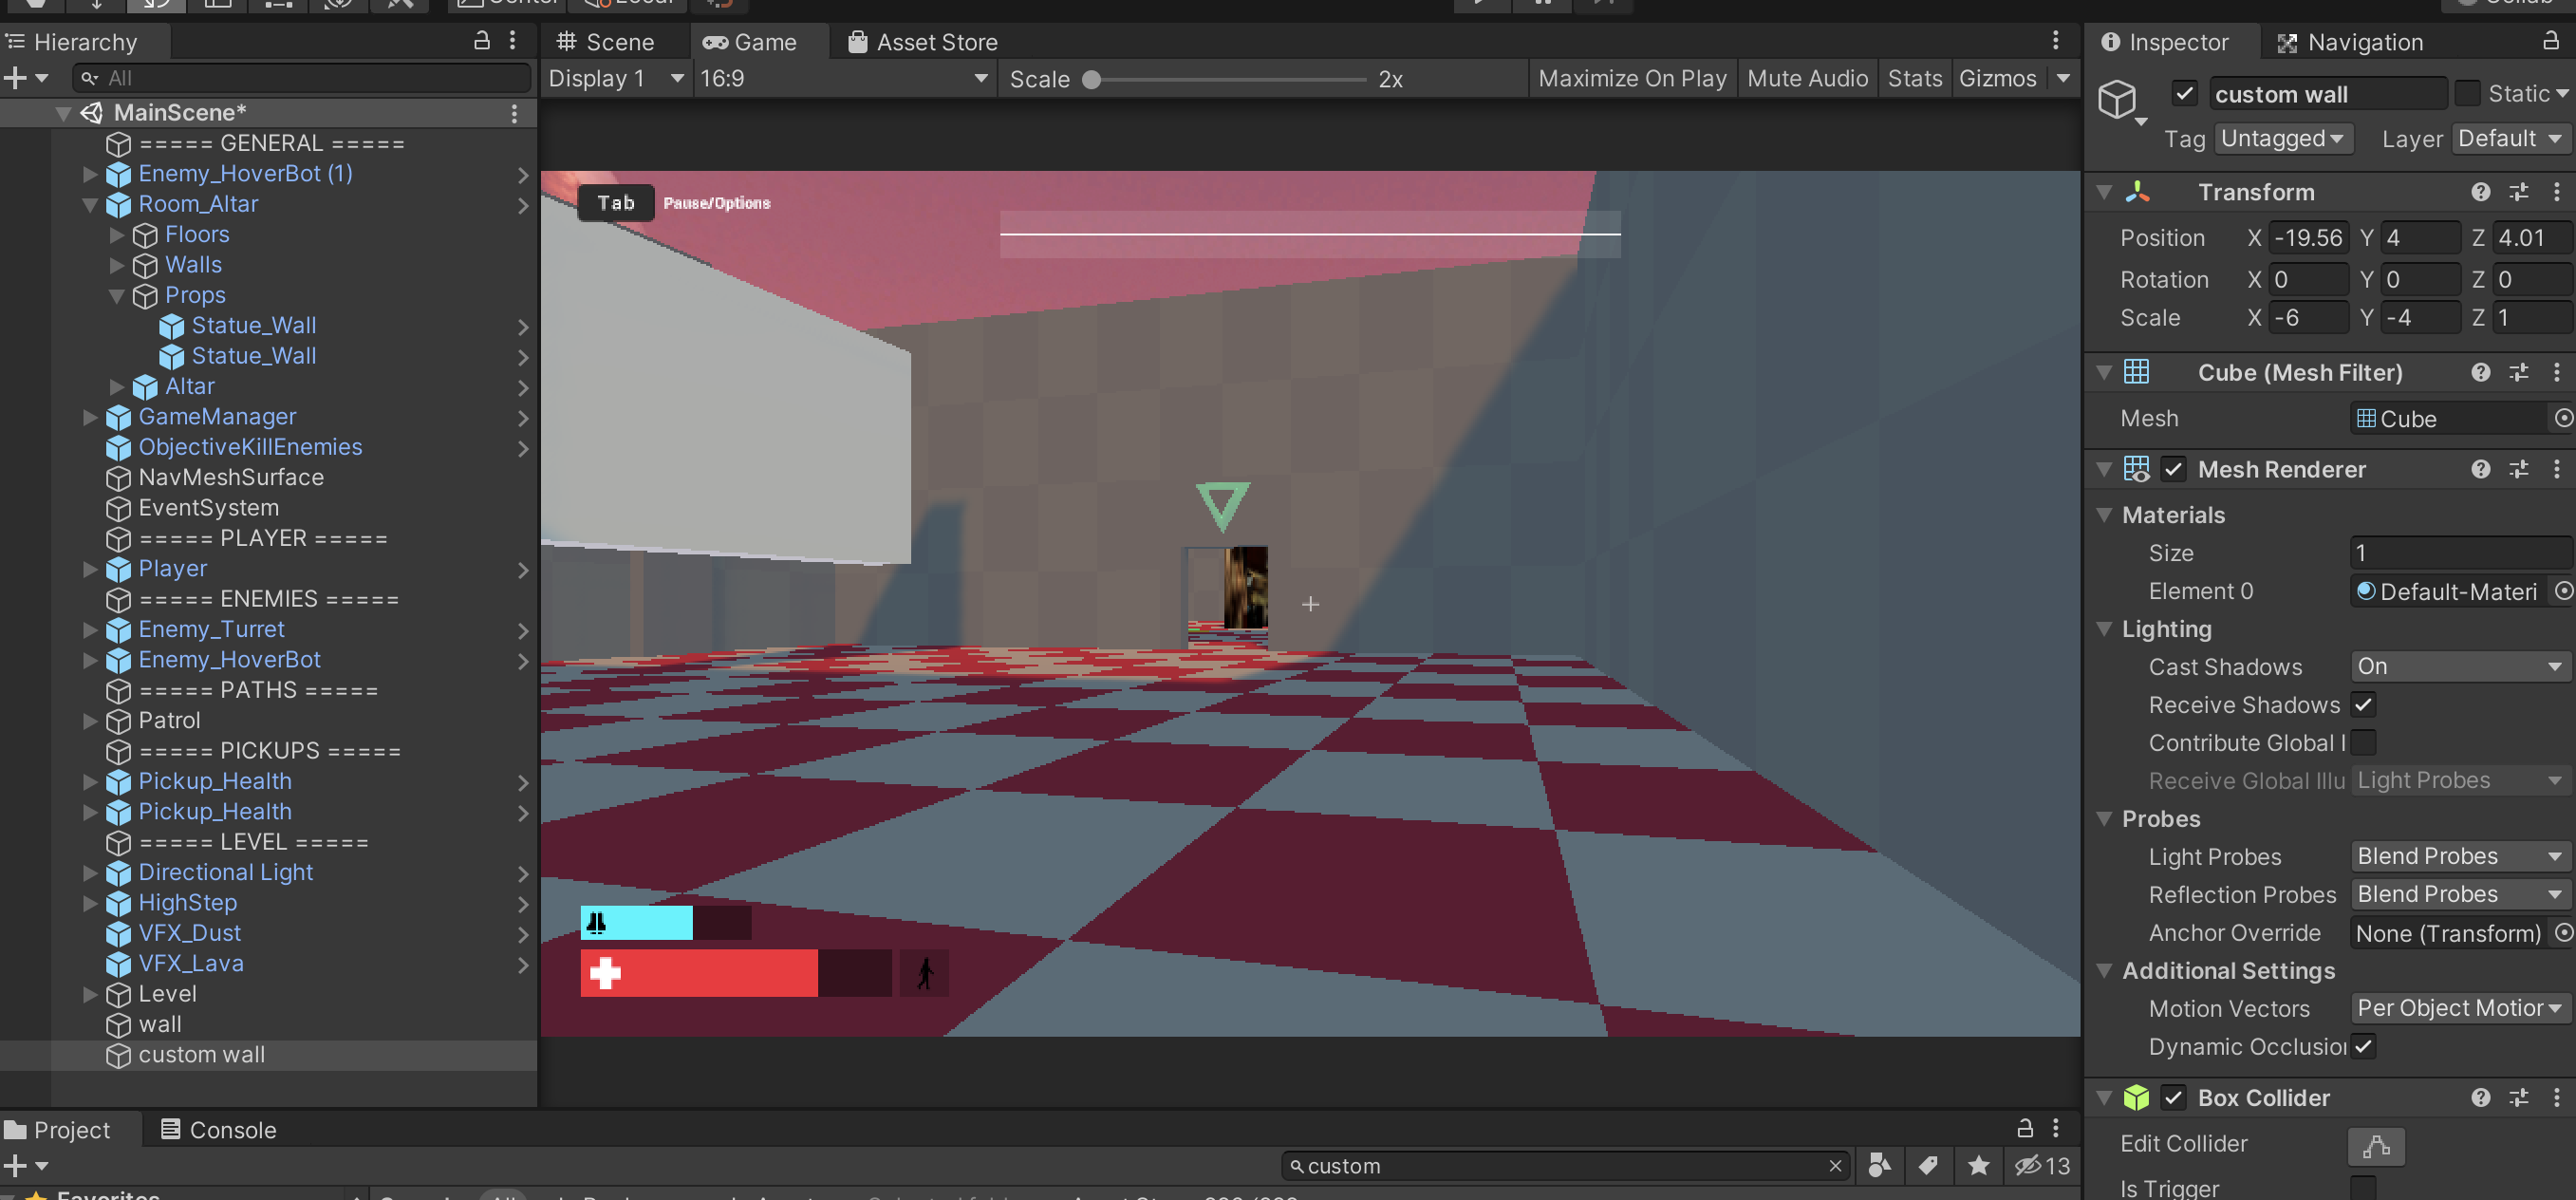 Hierarchy
All
MainScene*
===== GENERAL =====
Enemy_HoverBot (1)
Room_Altar
Floors
Walls
Props
Statue_Wall
Statue_Wall
Altar
GameManager
ObjectiveKillEnemies
NavMeshSurface
EventSystem
===== PLAYER =====
Player
===== ENEMIES =====
Enemy_Turret
Enemy_HoverBot
===== PATHS =====
Patrol
===== PICKUPS =====
Pickup_Health
Pickup_Health
===== LEVEL =====
Directional Light
HighStep
VFX_Dust
VFX_Lava
Level
wall
custom wall
Scene Game Asset Store
Display 1 16:9 Scale 2x Maximize On Play Mute Audio Stats Gizmos
Tab Pause/Options
Inspector Navigation
custom wall Static
Tag Untagged Layer Default
Transform
Position X -19.56 Y 4 Z 4.01
Rotation X 0 Y 0 Z 0
Scale X -6 Y -4 Z 1
Cube (Mesh Filter)
Mesh Cube
Mesh Renderer
Materials
Size 1
Element 0 Default-Materi
Lighting
Cast Shadows On
Receive Shadows
Contribute Global I
Receive Global Illu Light Probes
Probes
Light Probes Blend Probes
Reflection Probes Blend Probes
Anchor Override None (Transform)
Additional Settings
Motion Vectors Per Object Motior
Dynamic Occlusio
Box Collider
Edit Collider
Is Trigger
Project Console
custom 13
Favorites